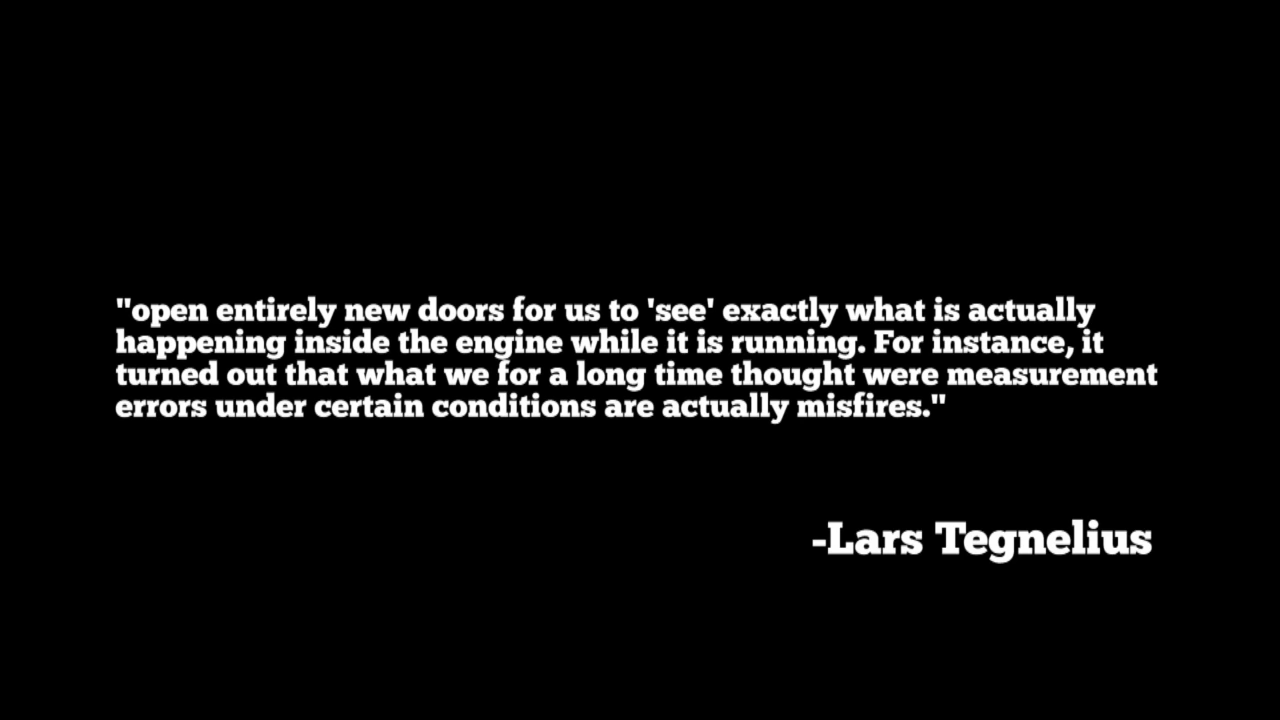 "open entirely new doors for us to 'see' exactly what is actually
happening inside the engine while it is running. For instance, it
turned out that what we for a long time thought were measurement
errors under certain conditions are actually misfires."
-Lars Tegnelius